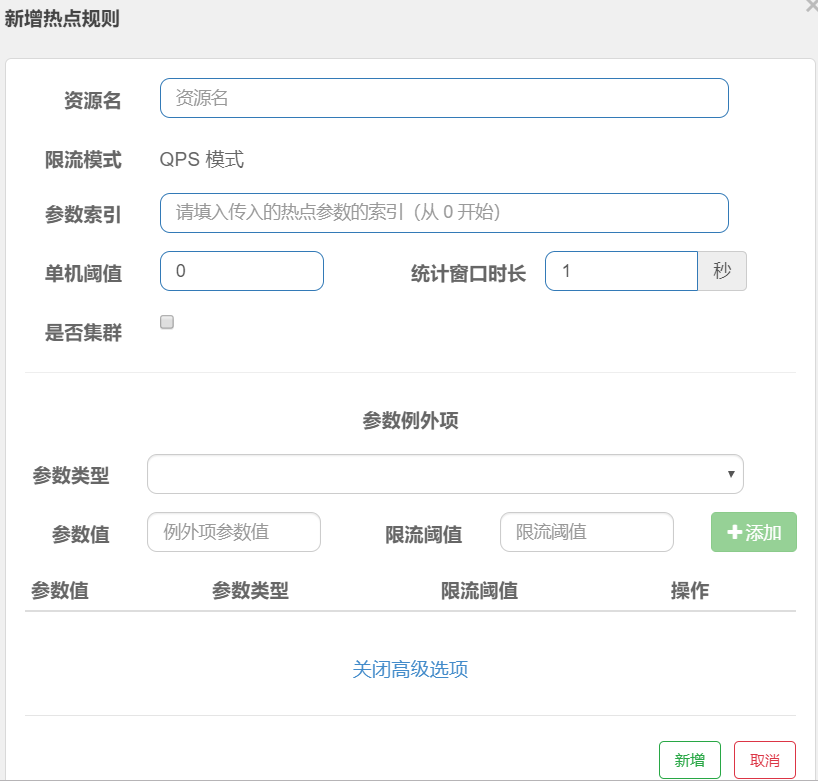 新增热点规则
资源名 资源名
限流模式 QPS 模式
参数索引 请填入传入的热点参数的索引（从 0 开始）
单机阈值 0 统计窗口时长 1 秒
是否集群
参数例外项
参数类型
参数值 例外项参数值 限流阈值 限流阈值 添加
参数值 参数类型 限流阈值 操作
关闭高级选项
新增 取消